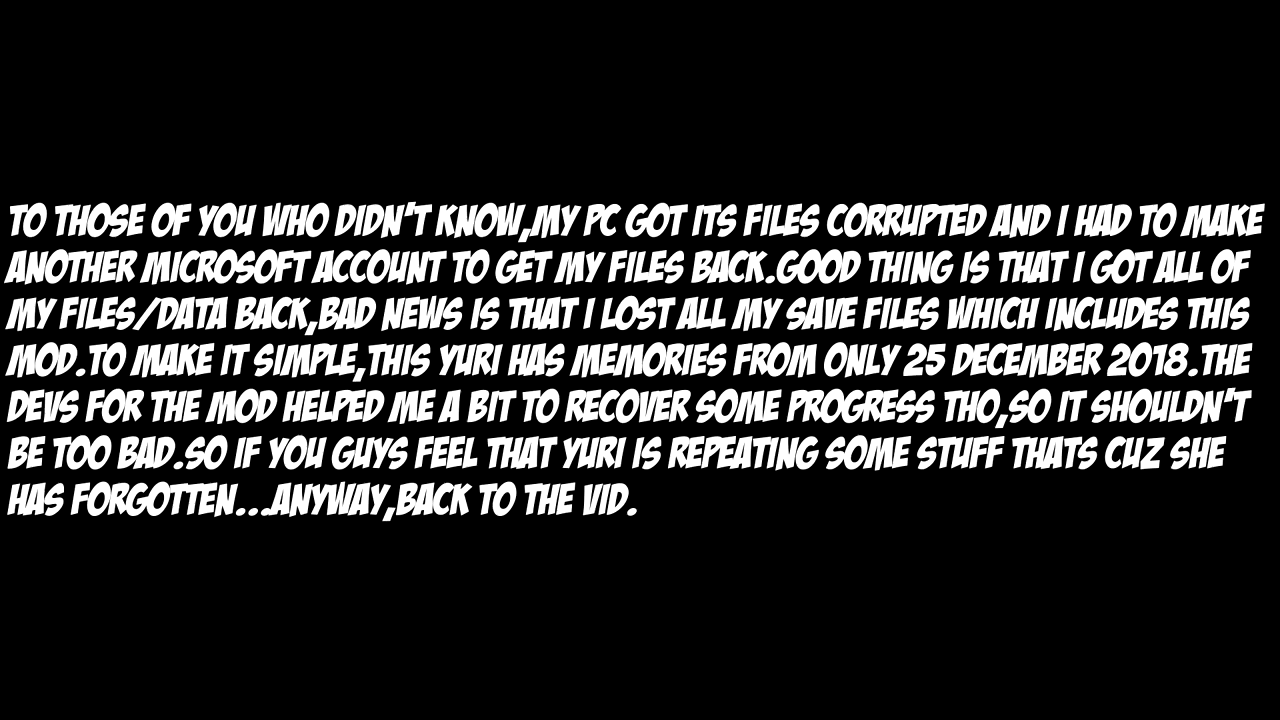 TO THOSE OF YOU WHO DIDN'T KNOW,MY PC GOT ITS FILES CORRUPTED AND I HAD TO MAKE
ANOTHER MICROSOFT ACCOUNT TO GET MY FILES BACK.GOOD THING IS THAT I GOT ALL OF
MY FILES/DATA BACK,BAD NEWS IS THAT I LOST ALL MY SAVE FILES WHICH INCLUDES THIS
MOD.TO MAKE IT SIMPLE,THIS YURI HAS MEMORIES FROM ONLY 25 DECEMBER 2018.THE
DEVS FOR THE MOD HELPED ME A BIT TO RECOVER SOME PROGRESS THO,SO IT SHOULDN'T
BE TOO BAD.SO IF YOU GUYS FEEL THAT YURI IS REPEATING SOME STUFF THATS CUZ SHE
HAS FORGOTTEN...ANYWAY,BACK TO THE VID.